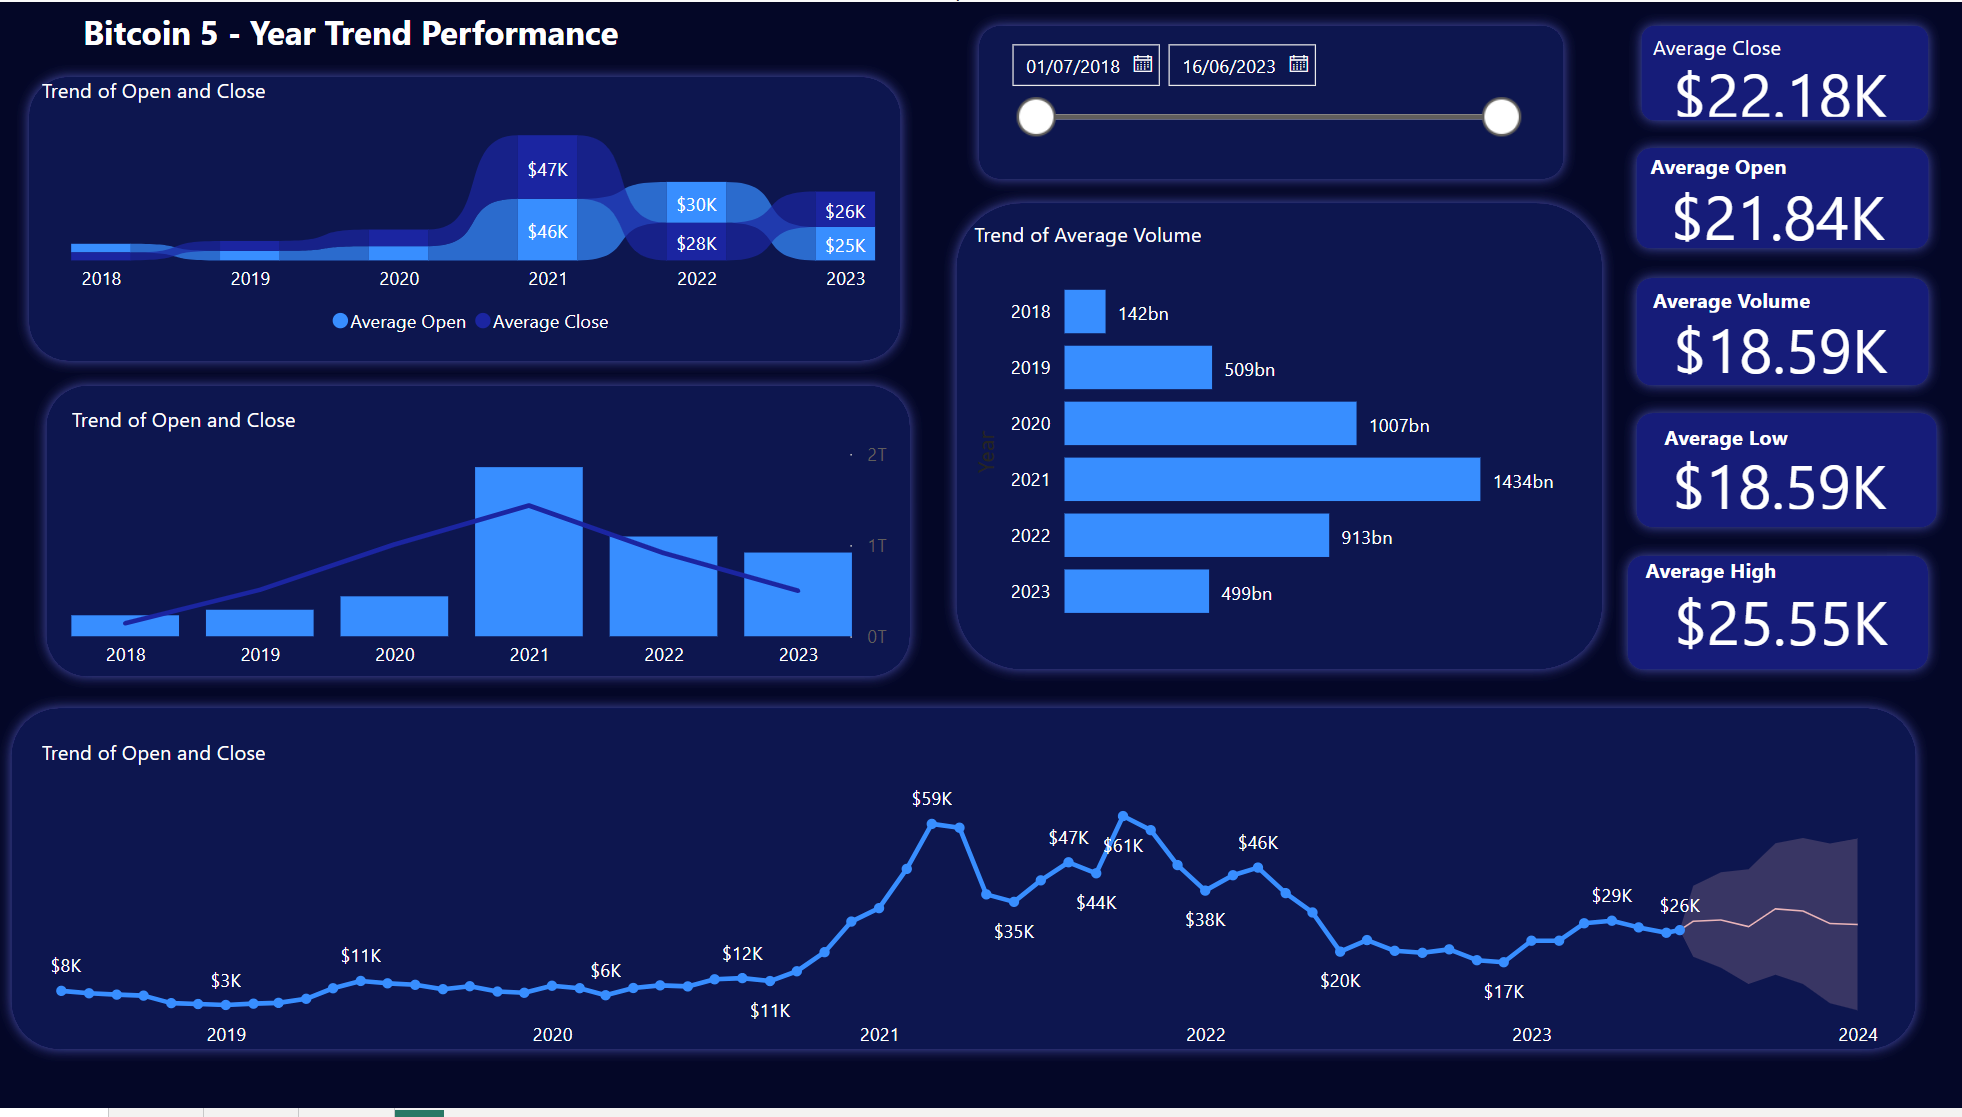 Bitcoin 5 - Year Trend Performance
Trend of Open and Close
$47K
$46K
$30K
$28K
$26K
$25K
2018 2019 2020 2021 2022 2023
Average Open Average Close
01/07/2018 16/06/2023
Average Close
$22.18K
Average Open
$21.84K
Average Volume
$18.59K
Average Low
$18.59K
Average High
$25.55K
Trend of Average Volume
Year
2018 142bn
2019 509bn
2020 1007bn
2021 1434bn
2022 913bn
2023 499bn
Trend of Open and Close
2T
1T
0T
2018 2019 2020 2021 2022 2023
Trend of Open and Close
$8K
$3K
$11K
$6K
$12K
$11K
$59K
$35K
$47K
$44K
$61K
$38K
$46K
$20K
$17K
$29K
$26K
2019 2020 2021 2022 2023 2024